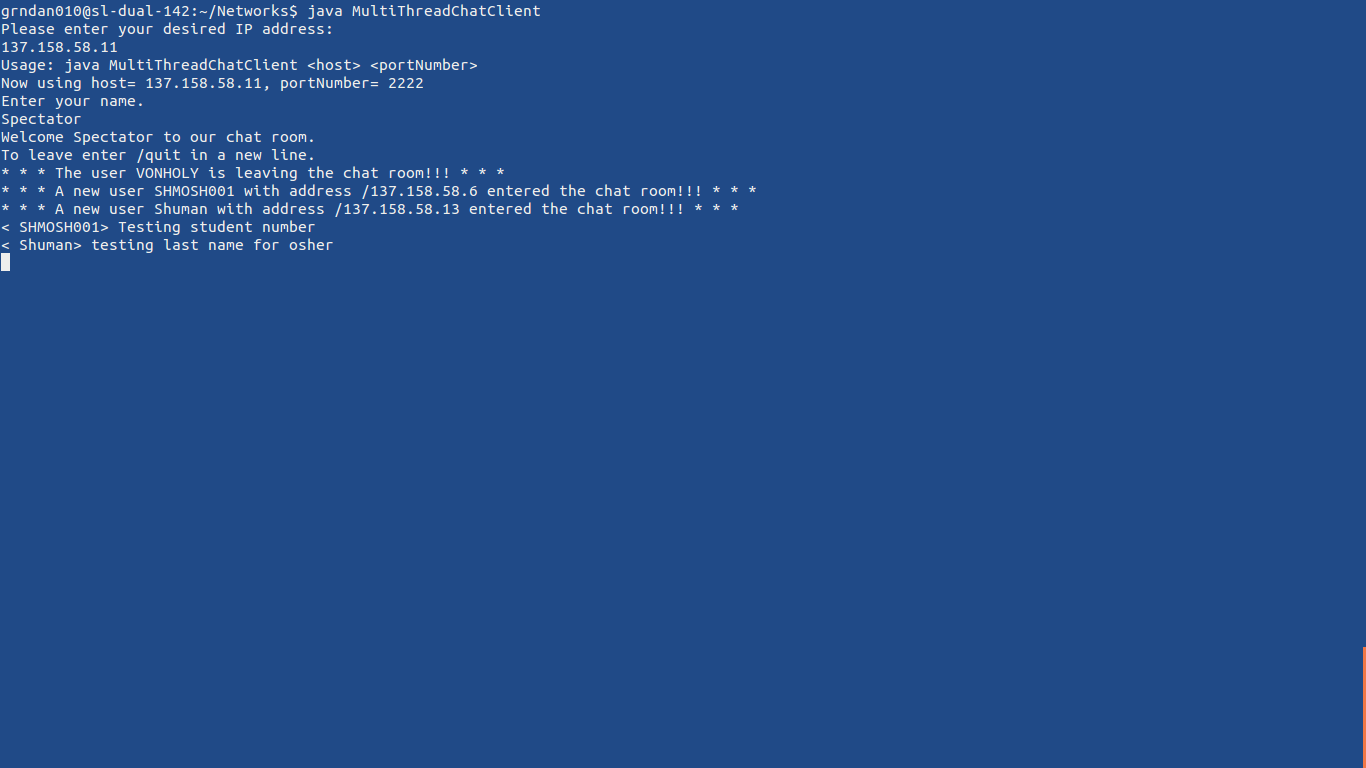 grndan010@sl-dual-142:~/Networks$ java MultiThreadChatClient
Please enter your desired IP address:
137.158.58.11
Usage: java MultiThreadChatClient <host> <portNumber>
Now using host= 137.158.58.11, portNumber= 2222
Enter your name.
Spectator
Welcome Spectator to our chat room.
To leave enter /quit in a new line.
* * * The user VONHOLY is leaving the chat room!!! * * *
* * * A new user SHMOSH001 with address /137.158.58.6 entered the chat room!!! * * *
* * * A new user Shuman with address /137.158.58.13 entered the chat room!!! * * *
< SHMOSH001> Testing student number
< Shuman> testing last name for osher